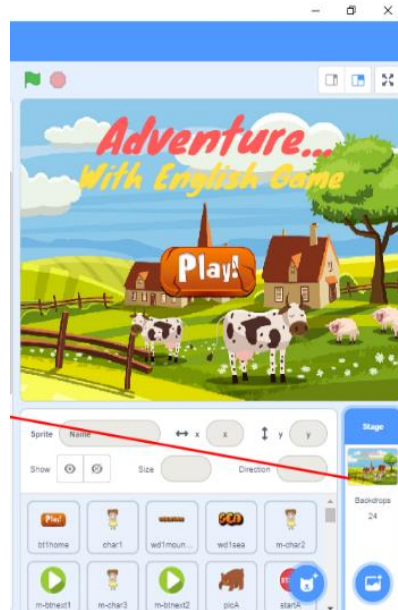 Adventure...
With English Game
Play!
Sprite Name x x y y
Show Size Direction
Stage
Backdrops
24
Play!
bt1home char1 wd1moun... wd1sea m-char2
m-btnext1 m-char3 m-btnext2 picA startA